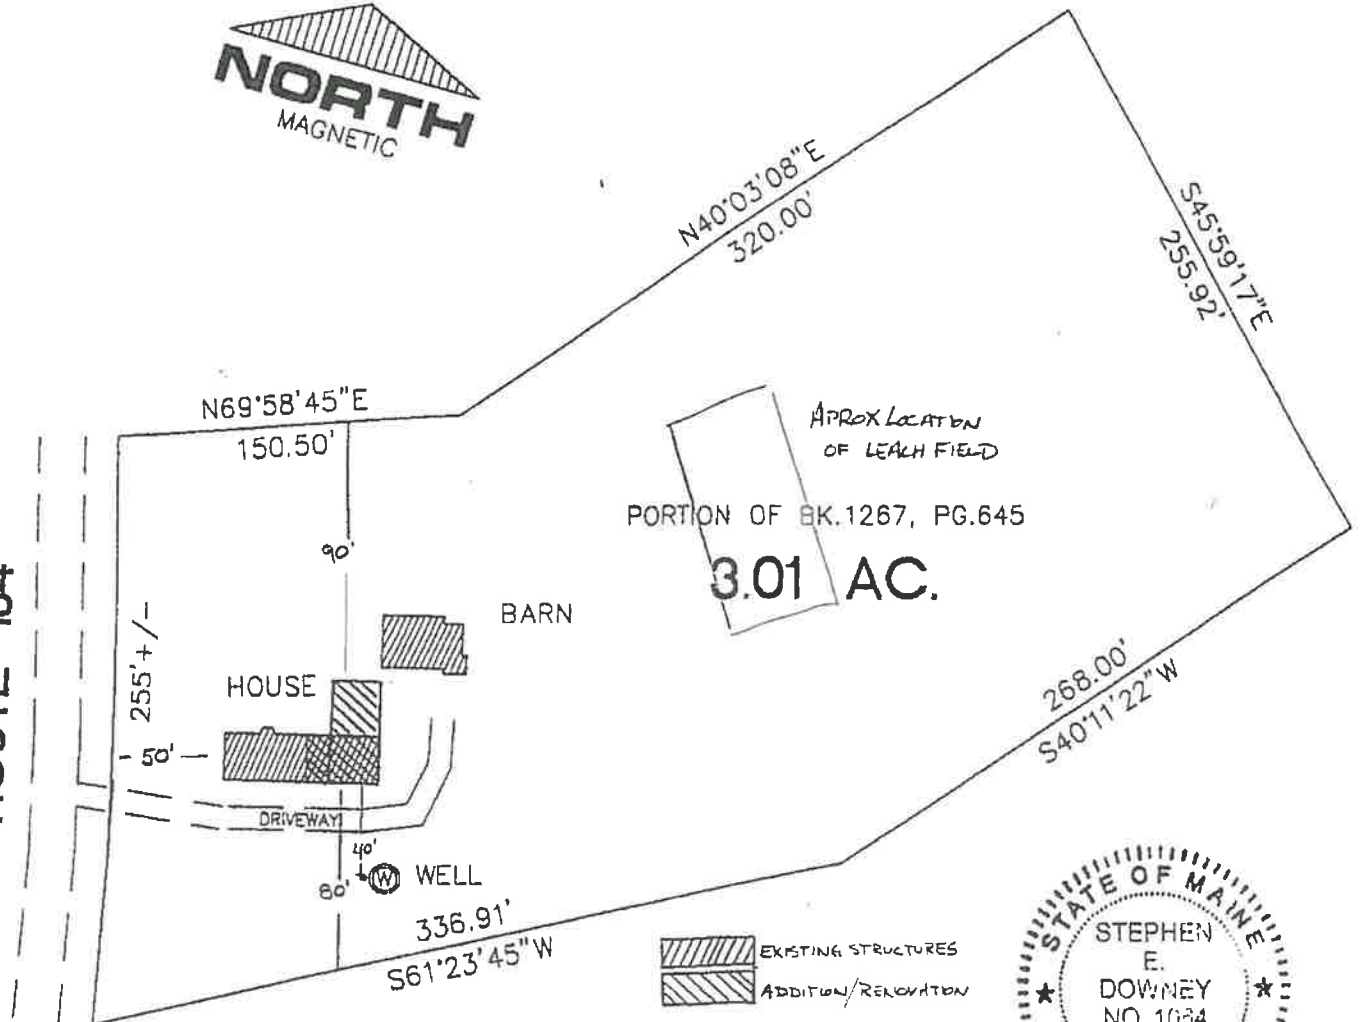 NORTH
MAGNETIC
N40°03'08"E
320.00'
S45°59'17"E
255.92'
N69°58'45"E
150.50'
APROX LOCATION
OF LEACH FIELD
PORTION OF BK.1267, PG.645
3.01 AC.
90'
BARN
255'+/-
HOUSE
50'
DRIVEWAY
40'
W WELL
80'
268.00'
S40°11'22"W
336.91'
S61°23'45"W
EXISTING STRUCTURES
ADDITION/RENOVATION
STATE OF MAINE
STEPHEN
E.
DOWNEY